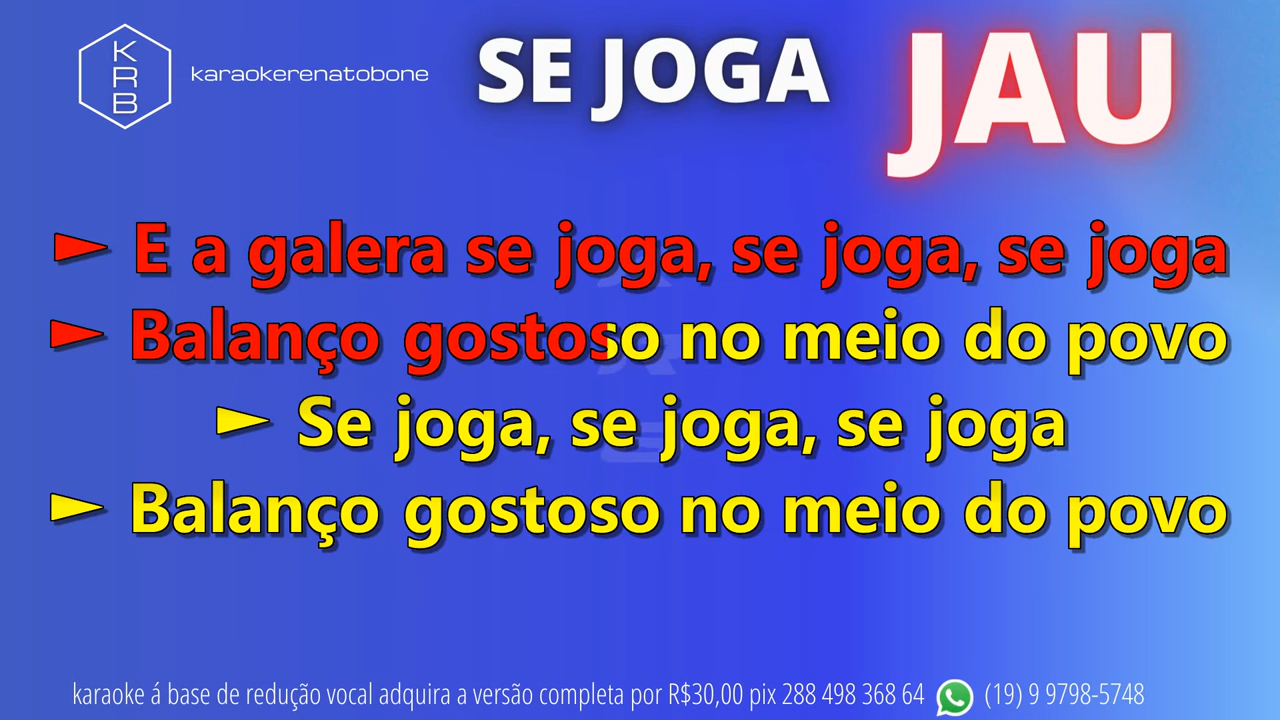 K
R
B
karaokerenatobone
SE JOGA
JAU
► E a galera se joga, se joga, se joga
► Balanço gostoso no meio do povo
► Se joga, se joga, se joga
► Balanço gostoso no meio do povo
karaoke á base de redução vocal adquira a versão completa por R$30,00 pix 288 498 368 64 (19) 9 9798-5748